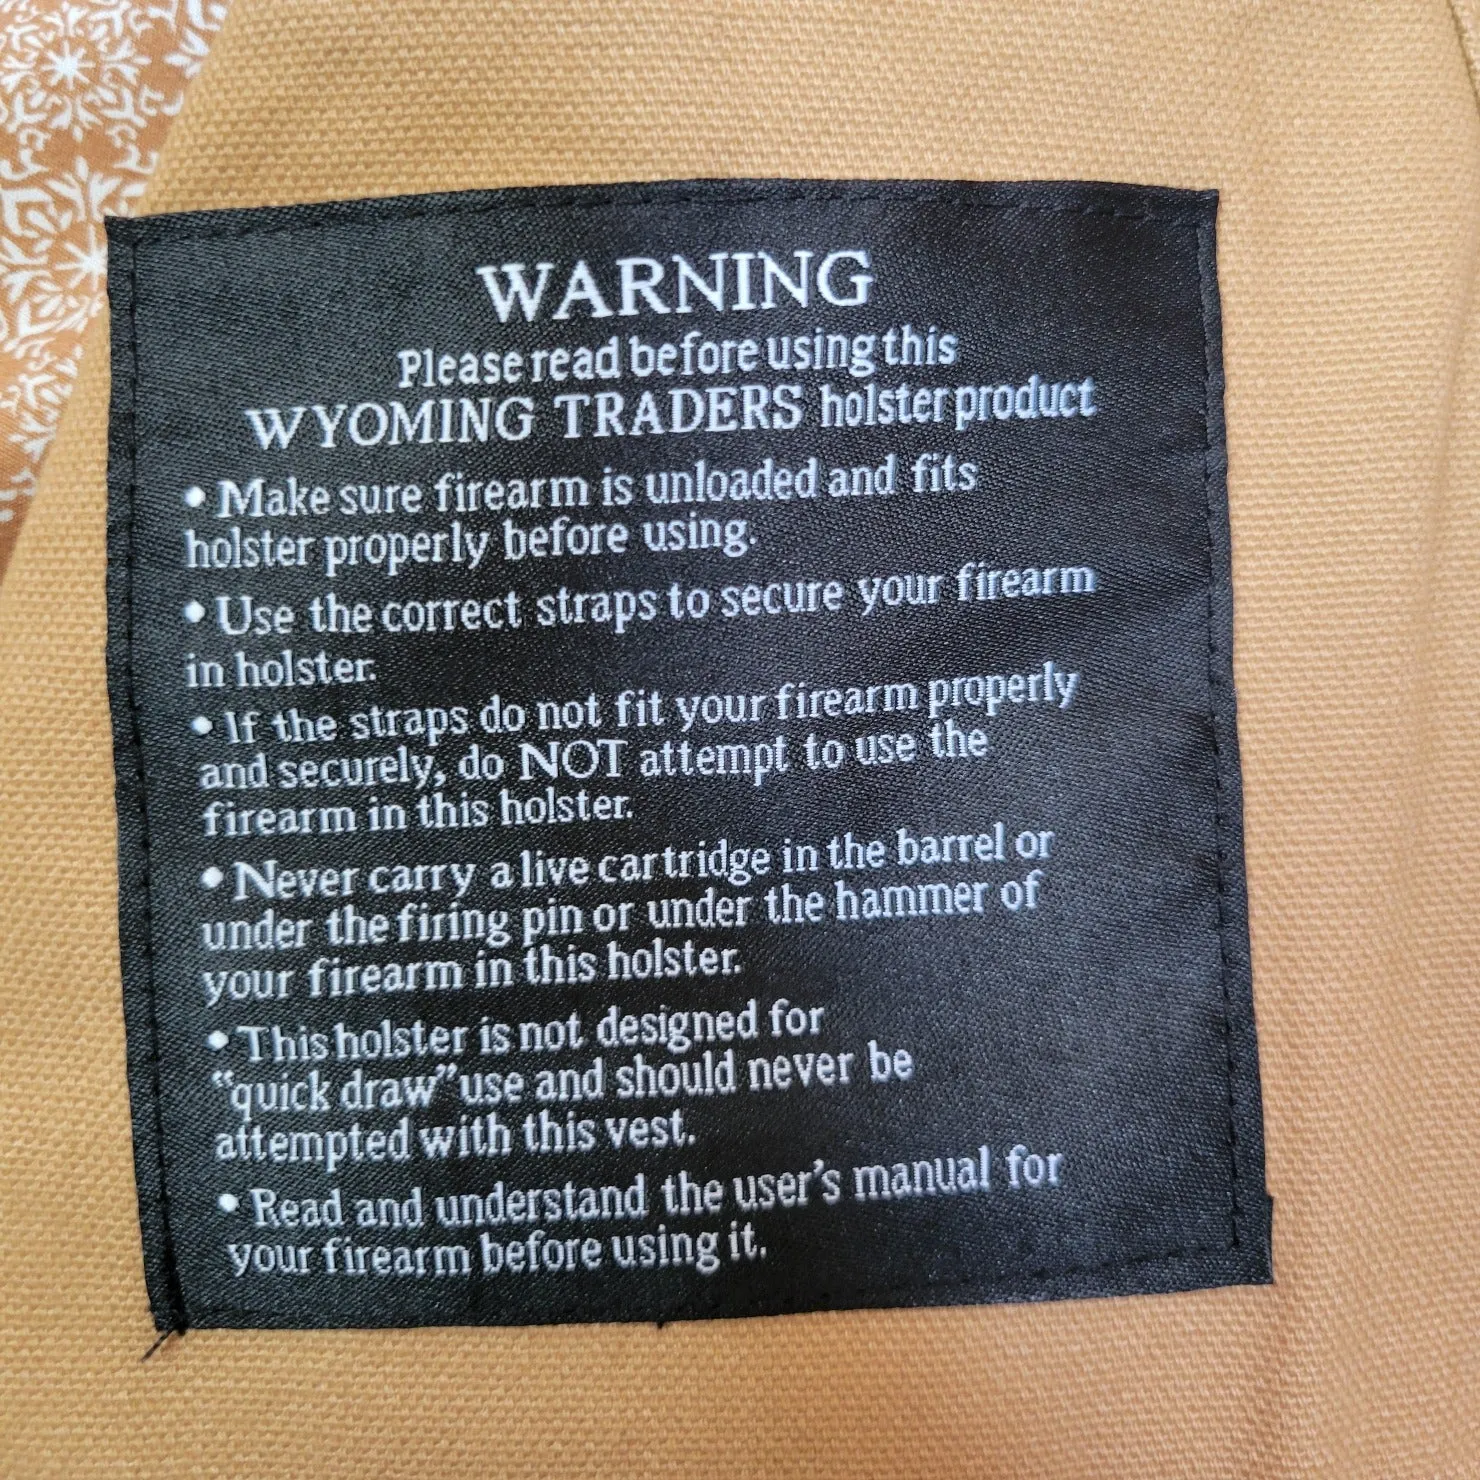 WARNING
Please read before using this
WYOMING TRADERS holster product
• Make sure firearm is unloaded and fits
holster properly before using.
• Use the correct straps to secure your firearm
in holster.
• If the straps do not fit your firearm properly
and securely, do NOT attempt to use the
firearm in this holster.
• Never carry a live cartridge in the barrel or
under the firing pin or under the hammer of
your firearm in this holster.
• This holster is not designed for
“quick draw” use and should never be
attempted with this vest.
• Read and understand the user’s manual for
your firearm before using it.